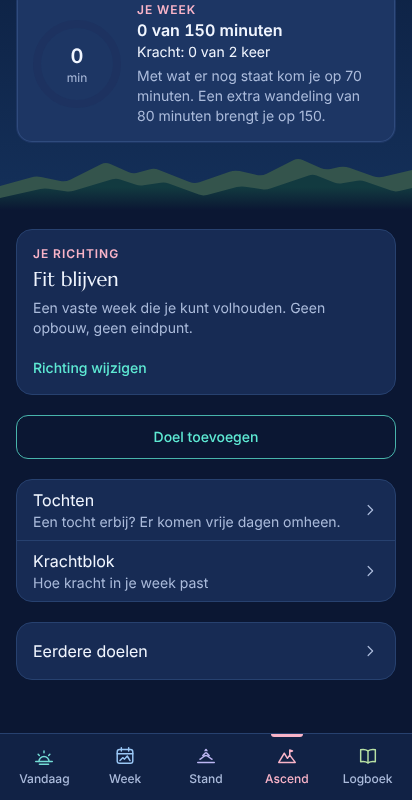 JE WEEK
0 van 150 minuten
0
min
Kracht: 0 van 2 keer
Met wat er nog staat kom je op 70
minuten. Een extra wandeling van
80 minuten brengt je op 150.
JE RICHTING
Fit blijven
Een vaste week die je kunt volhouden. Geen
opbouw, geen eindpunt.
Richting wijzigen
Doel toevoegen
Tochten
Een tocht erbij? Er komen vrije dagen omheen.
Krachtblok
Hoe kracht in je week past
Eerdere doelen
Vandaag
Week
Stand
Ascend
Logboek